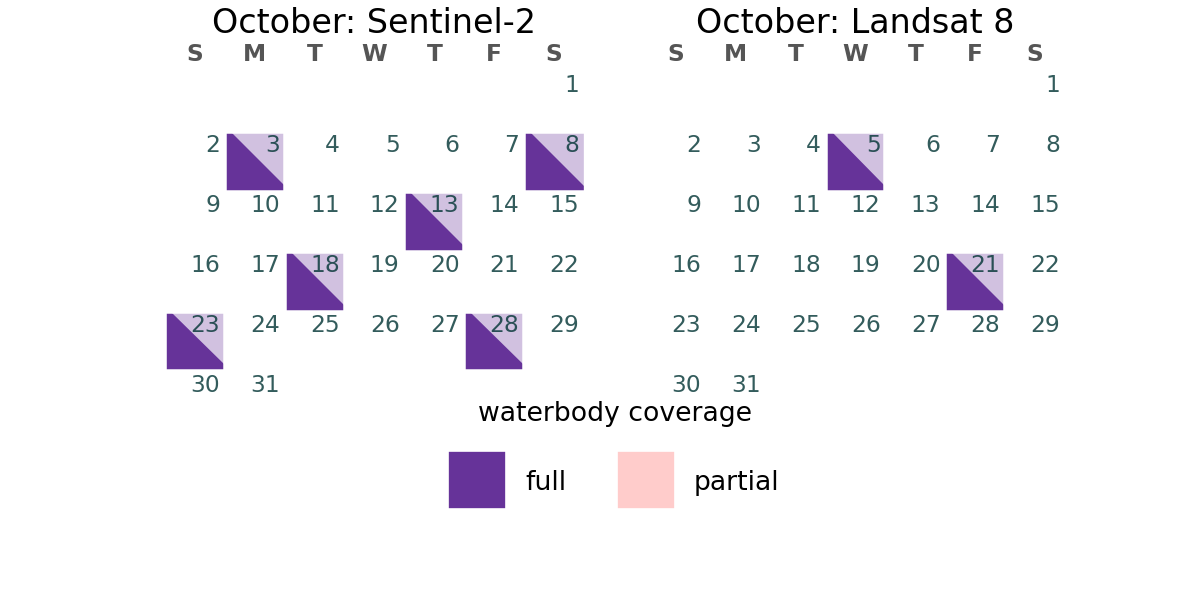 October: Sentinel-2
S M T W T F S
1
2 3 4 5 6 7 8
9 10 11 12 13 14 15
16 17 18 19 20 21 22
23 24 25 26 27 28 29
30 31
October: Landsat 8
S M T W T F S
1
2 3 4 5 6 7 8
9 10 11 12 13 14 15
16 17 18 19 20 21 22
23 24 25 26 27 28 29
30 31
waterbody coverage
full
partial